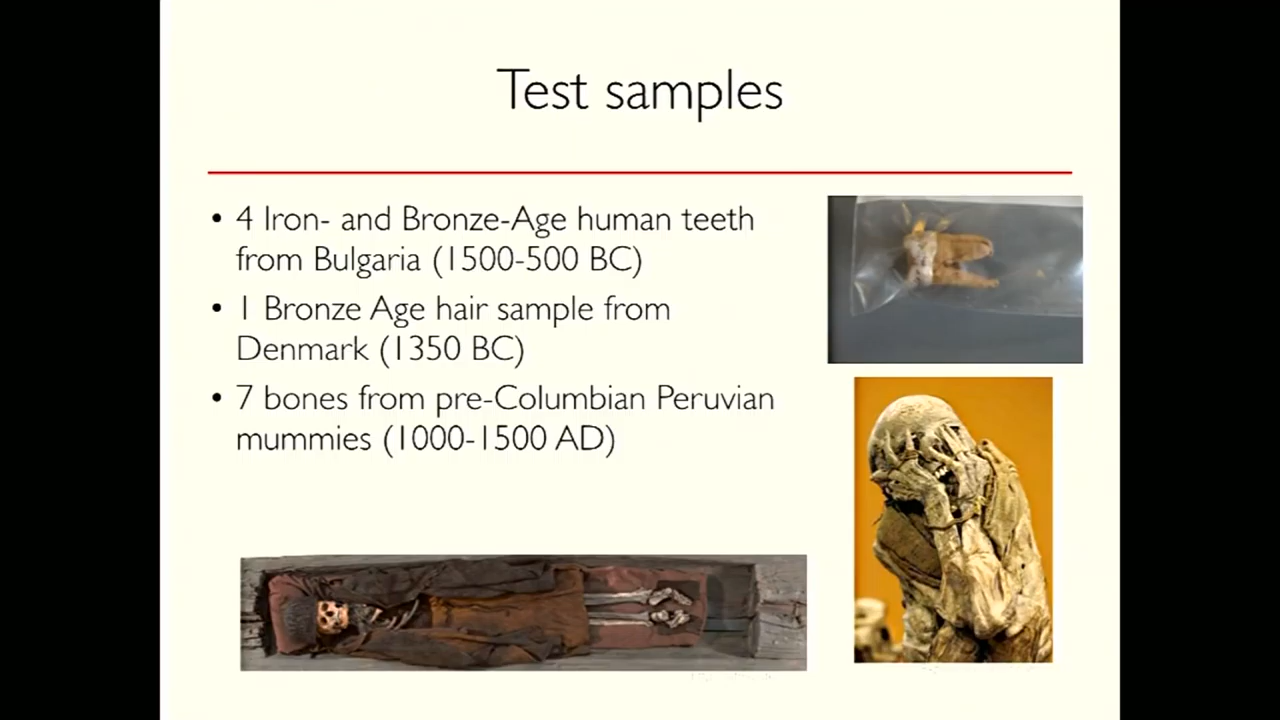 Test samples
• 4 Iron- and Bronze-Age human teeth
from Bulgaria (1500-500 BC)
• 1 Bronze Age hair sample from
Denmark (1350 BC)
• 7 bones from pre-Columbian Peruvian
mummies (1000-1500 AD)